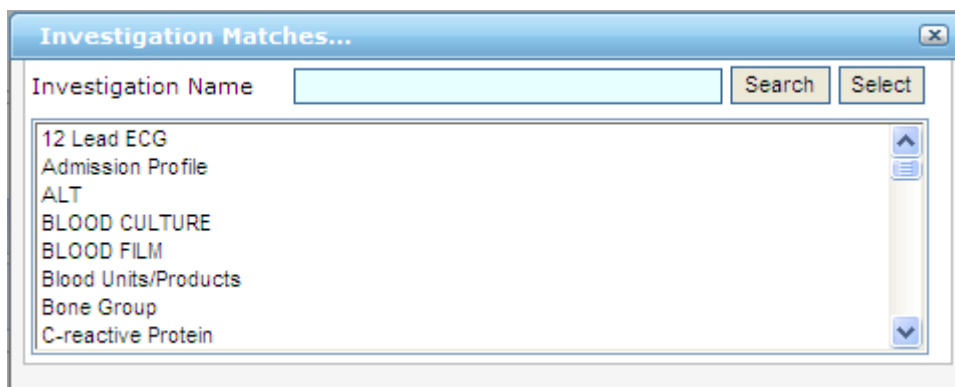 Investigation Matches...
Investigation Name Search Select
12 Lead ECG
Admission Profile
ALT
BLOOD CULTURE
BLOOD FILM
Blood Units/Products
Bone Group
C-reactive Protein